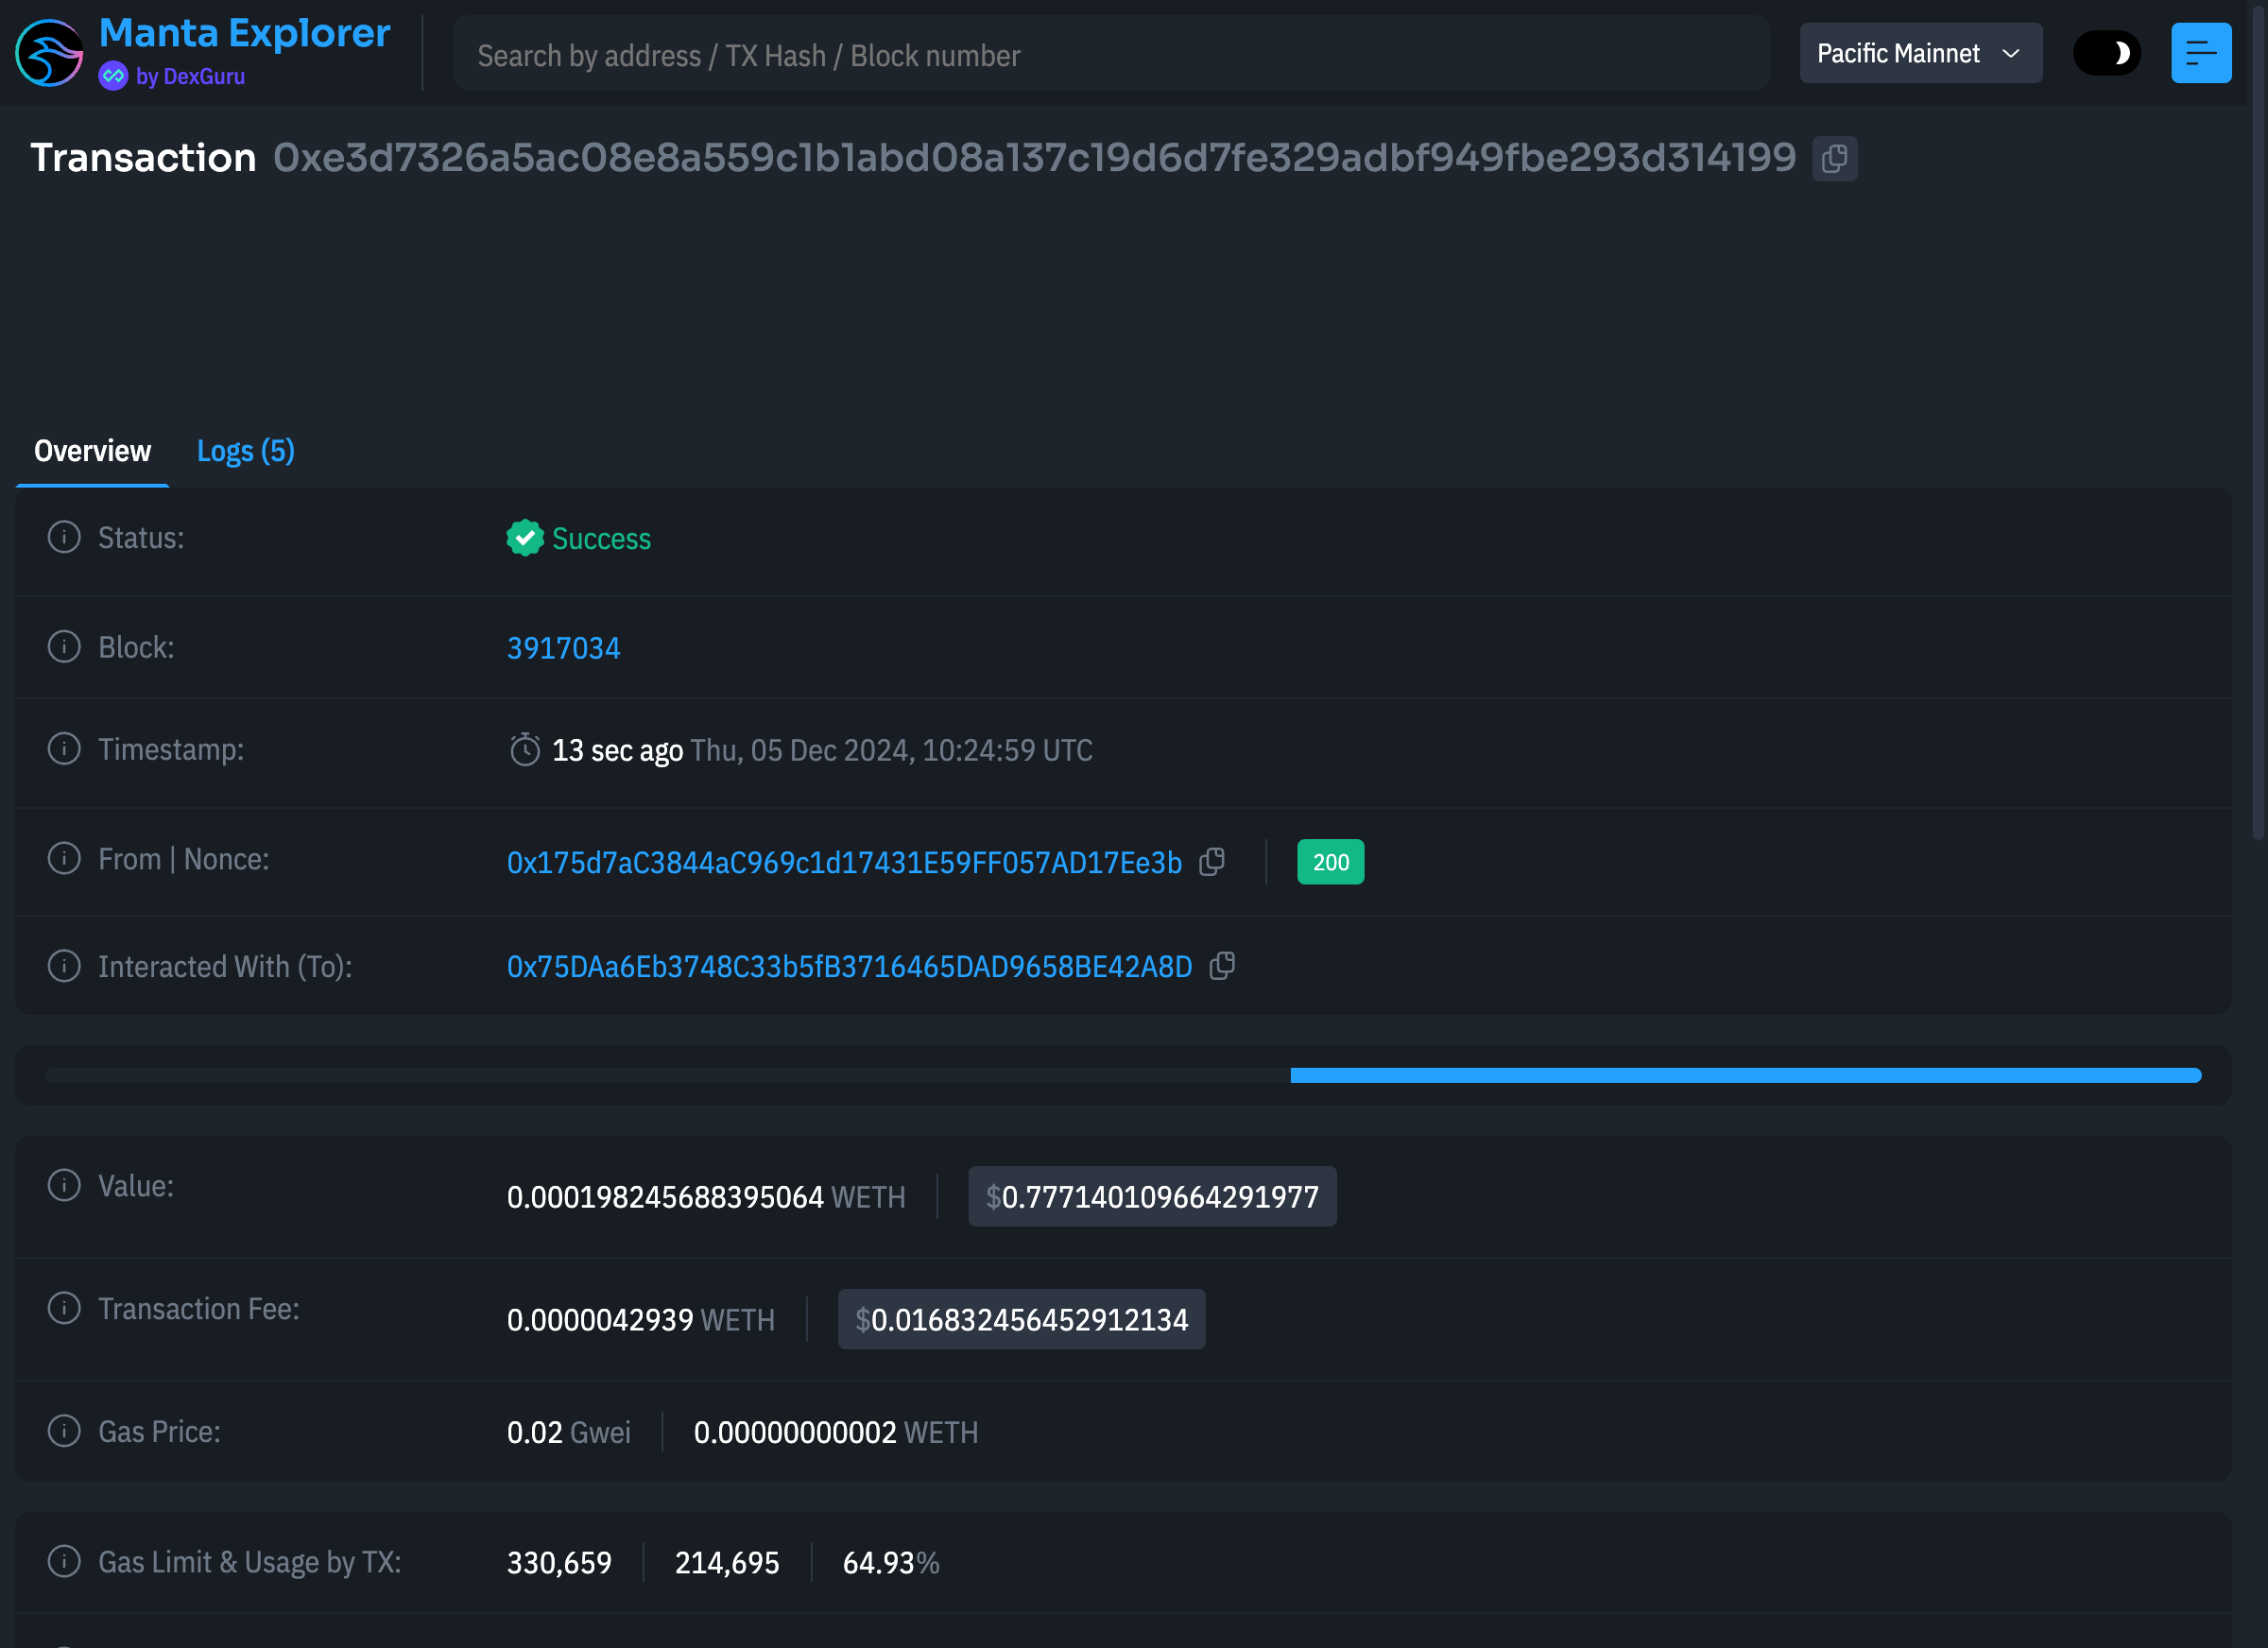 Manta Explorer
by DexGuru
Search by address / TX Hash / Block number
Pacific Mainnet
Transaction 0xe3d7326a5ac08e8a559c1b1abd08a137c19d6d7fe329adbf949fbe293d314199
Overview Logs (5)
Status: Success
Block: 3917034
Timestamp: 13 sec ago Thu, 05 Dec 2024, 10:24:59 UTC
From | Nonce: 0x175d7aC3844aC969c1d17431E59FF057AD17Ee3b 200
Interacted With (To): 0x75DAa6Eb3748C33b5fB3716465DAD9658BE42A8D
Value: 0.000198245688395064 WETH $0.777140109664291977
Transaction Fee: 0.0000042939 WETH $0.016832456452912134
Gas Price: 0.02 Gwei 0.00000000002 WETH
Gas Limit & Usage by TX: 330,659 214,695 64.93%